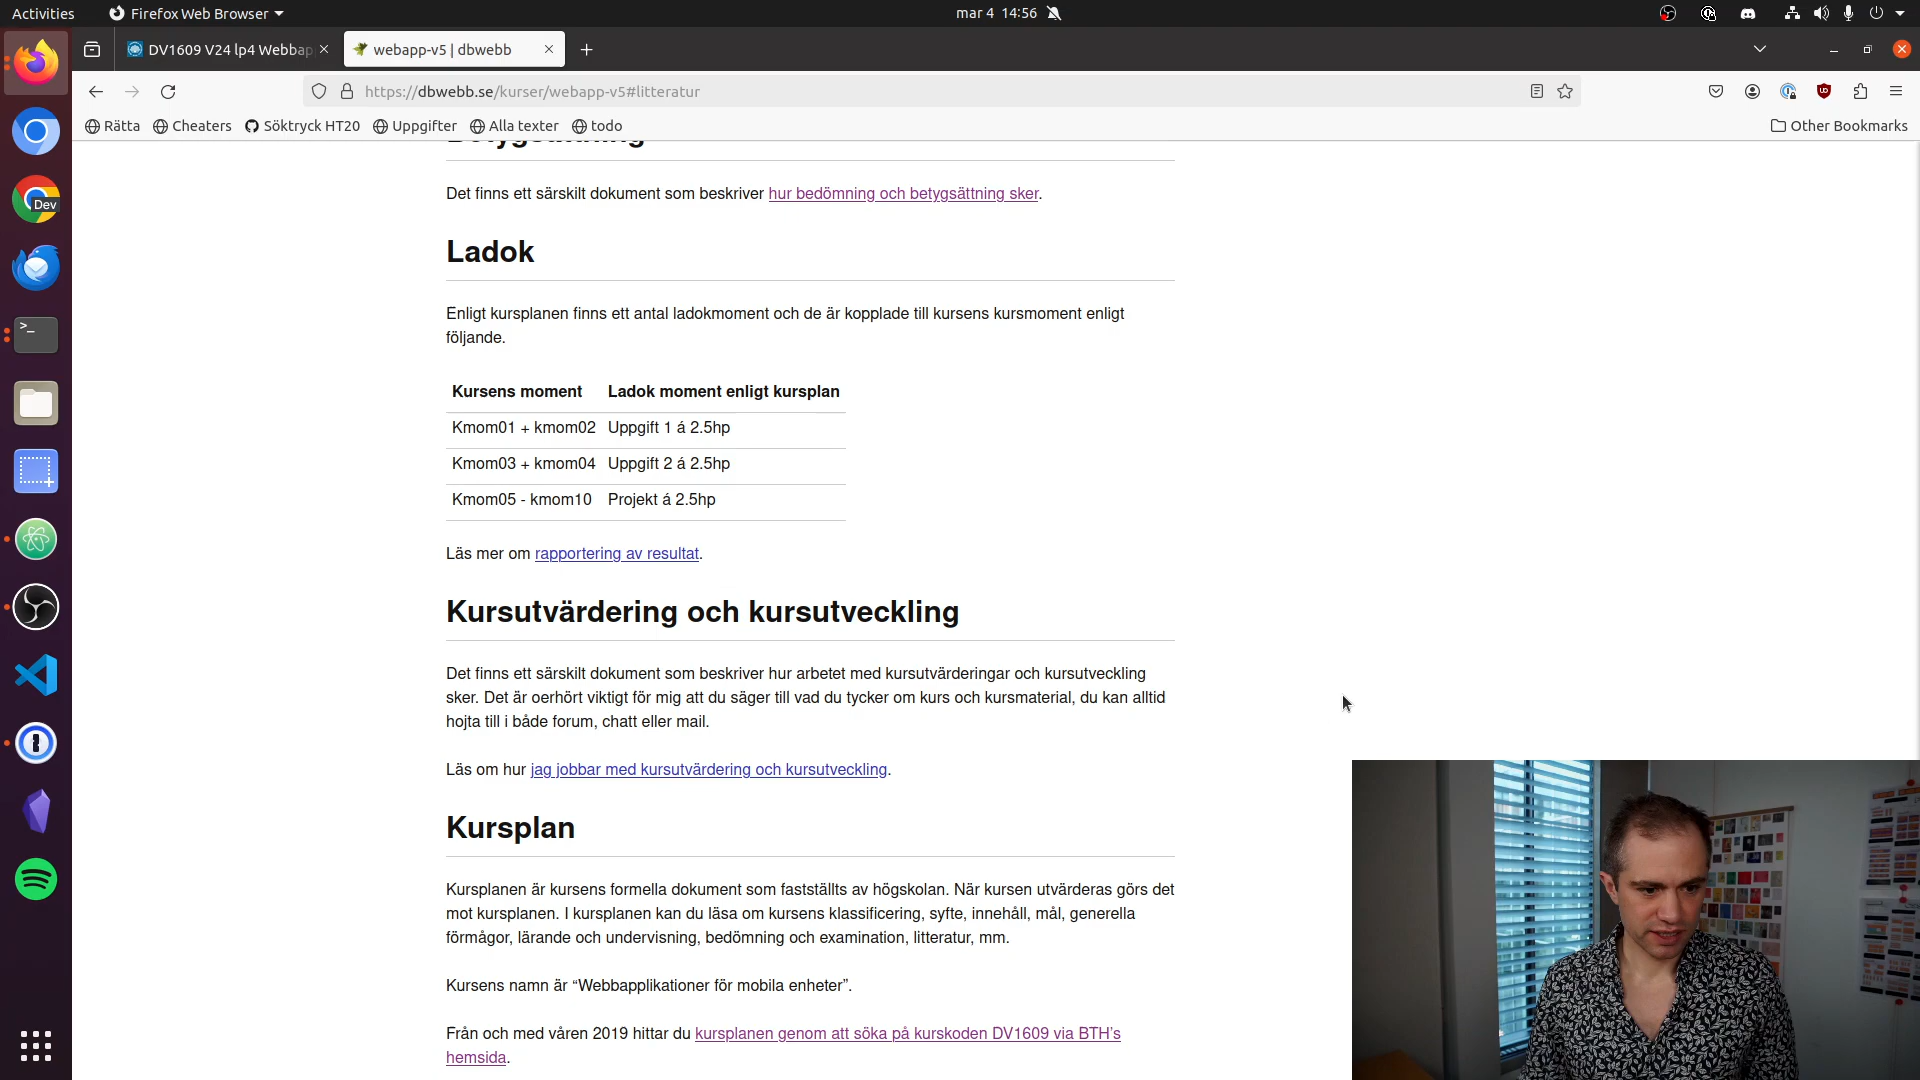 Activities
Firefox Web Browser
mar 4 14:56
DV1609 V24 lp4 Webbap
webapp-v5 | dbwebb
https://dbwebb.se/kurser/webapp-v5#litteratur
Rätta
Cheaters
Söktryck HT20
Uppgifter
Alla texter
todo
Other Bookmarks
Dev
Betygsättning
Det finns ett särskilt dokument som beskriver hur bedömning och betygsättning sker.
Ladok
Enligt kursplanen finns ett antal ladokmoment och de är kopplade till kursens kursmoment enligt
följande.
Kursens moment Ladok moment enligt kursplan
Kmom01 + kmom02 Uppgift 1 á 2.5hp
Kmom03 + kmom04 Uppgift 2 á 2.5hp
Kmom05 - kmom10 Projekt á 2.5hp
Läs mer om rapportering av resultat.
Kursutvärdering och kursutveckling
Det finns ett särskilt dokument som beskriver hur arbetet med kursutvärderingar och kursutveckling
sker. Det är oerhört viktigt för mig att du säger till vad du tycker om kurs och kursmaterial, du kan alltid
hojta till i både forum, chatt eller mail.
Läs om hur jag jobbar med kursutvärdering och kursutveckling.
Kursplan
Kursplanen är kursens formella dokument som fastställts av högskolan. När kursen utvärderas görs det
mot kursplanen. I kursplanen kan du läsa om kursens klassificering, syfte, innehåll, mål, generella
förmågor, lärande och undervisning, bedömning och examination, litteratur, mm.
Kursens namn är “Webbapplikationer för mobila enheter”.
Från och med våren 2019 hittar du kursplanen genom att söka på kurskoden DV1609 via BTH's
hemsida.